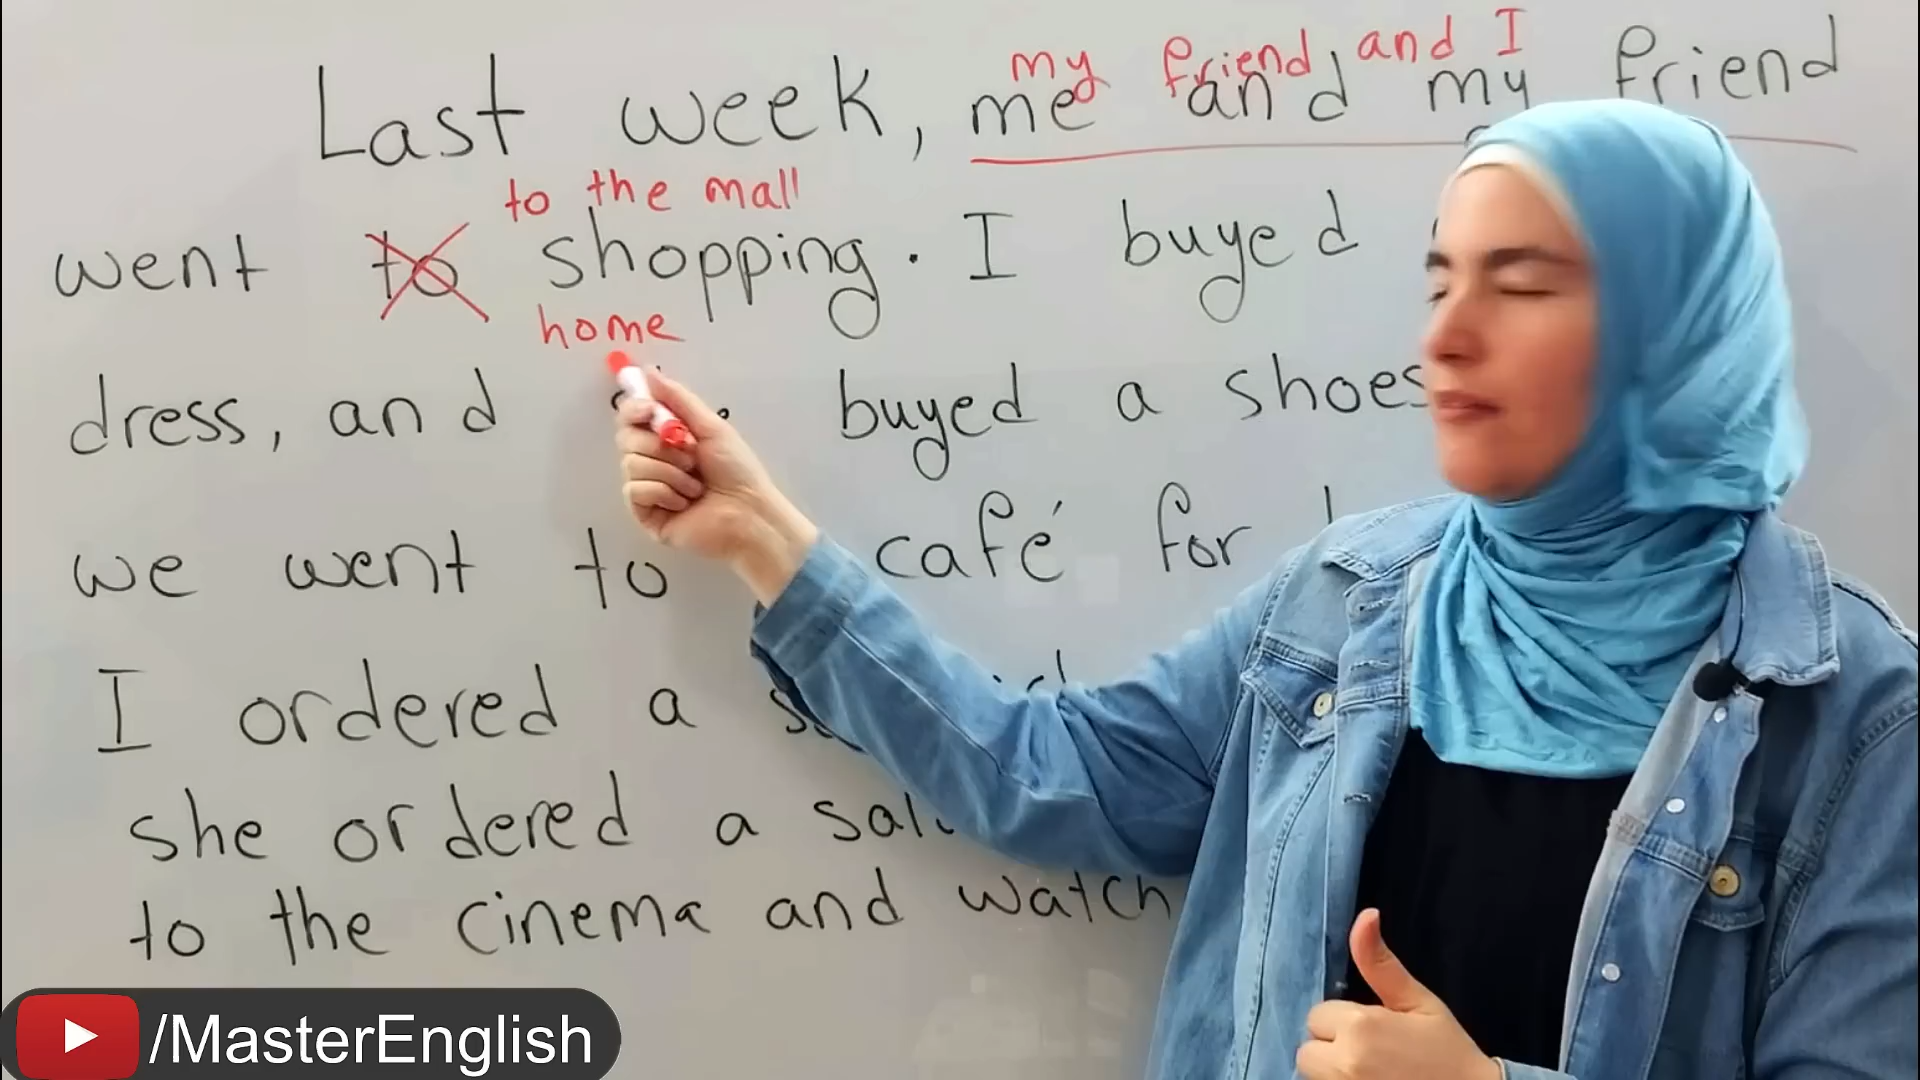 my friend and I
Last week, me and my friend
to the mall
went to shopping. I buyed
home
dress, and buyed a shoes
we went to café for
I ordered a
she ordered a
to the cinema and watch
/MasterEnglish